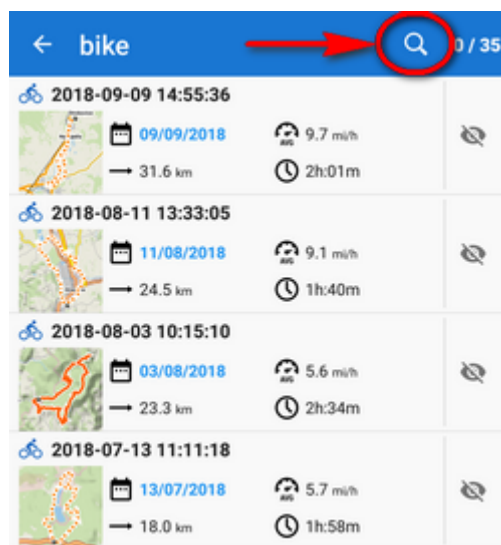 bike 0 / 35
2018-09-09 14:55:36
09/09/2018 AVG 9.7 mi/h
31.6 km 2h:01m
2018-08-11 13:33:05
11/08/2018 AVG 9.1 mi/h
24.5 km 1h:40m
2018-08-03 10:15:10
03/08/2018 AVG 5.6 mi/h
23.3 km 2h:34m
2018-07-13 11:11:18
13/07/2018 AVG 5.7 mi/h
18.0 km 1h:58m